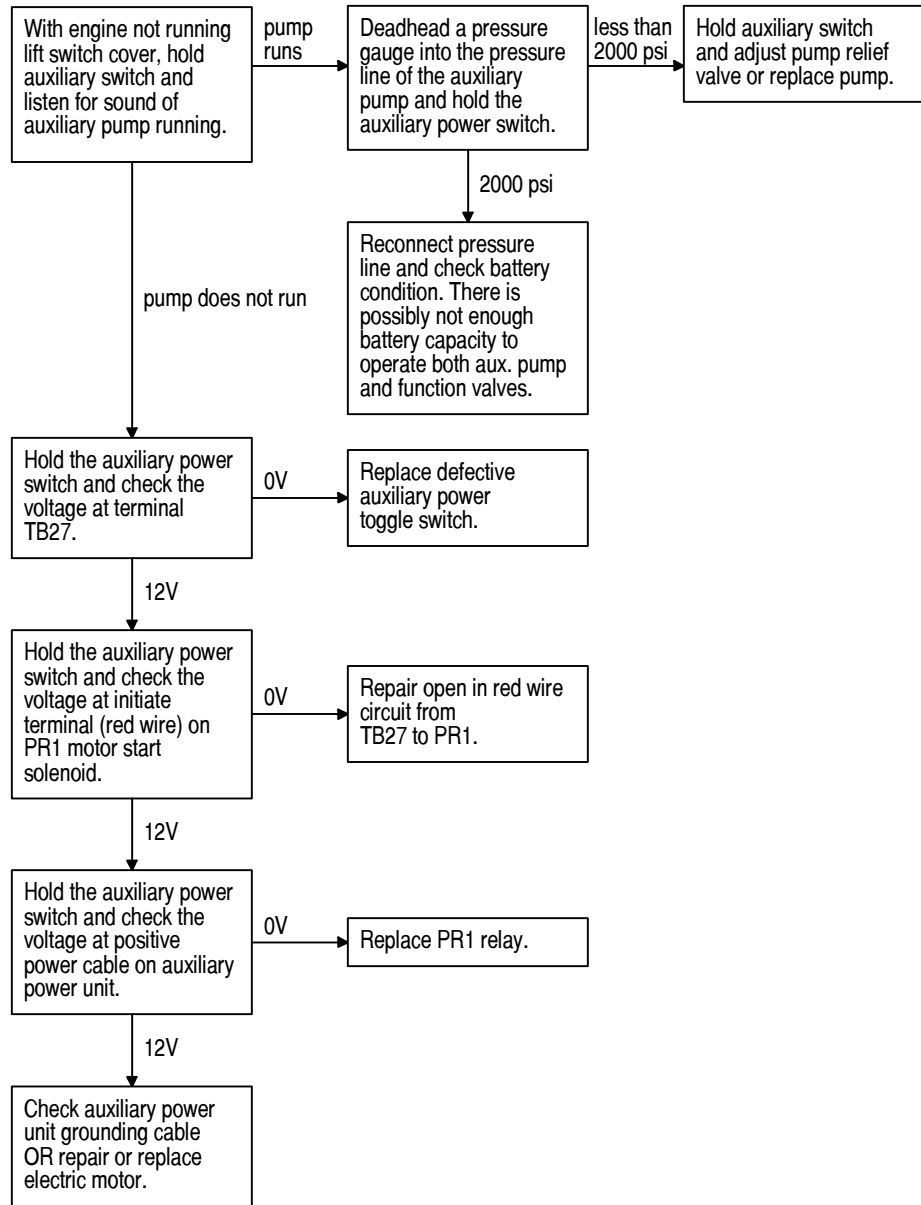 With engine not running
lift switch cover, hold
auxiliary switch and
listen for sound of
auxiliary pump running.
pump
runs
Deadhead a pressure
gauge into the pressure
line of the auxiliary
pump and hold the
auxiliary power switch.
less than
2000 psi
Hold auxiliary switch
and adjust pump relief
valve or replace pump.
2000 psi
Reconnect pressure
line and check battery
condition. There is
possibly not enough
battery capacity to
operate both aux. pump
and function valves.
pump does not run
Hold the auxiliary power
switch and check the
voltage at terminal
TB27.
0V
Replace defective
auxiliary power
toggle switch.
12V
Hold the auxiliary power
switch and check the
voltage at initiate
terminal (red wire) on
PR1 motor start
solenoid.
0V
Repair open in red wire
circuit from
TB27 to PR1.
12V
Hold the auxiliary power
switch and check the
voltage at positive
power cable on auxiliary
power unit.
0V
Replace PR1 relay.
12V
Check auxiliary power
unit grounding cable
OR repair or replace
electric motor.